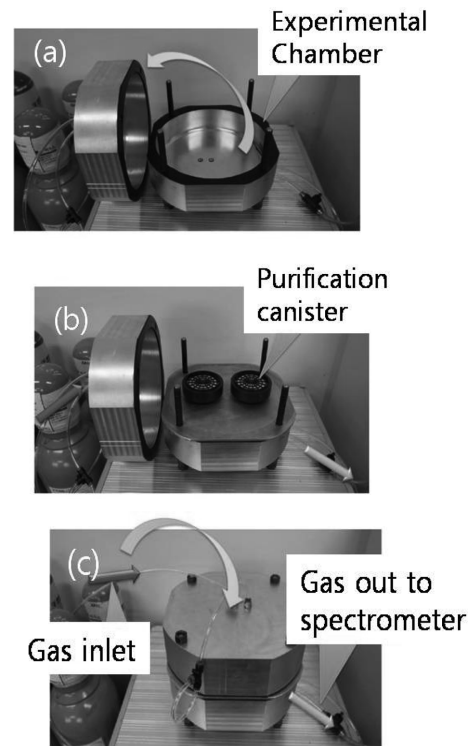 (a)
Experimental
Chamber
(b)
Purification
canister
(c)
Gas inlet
Gas out to
spectrometer